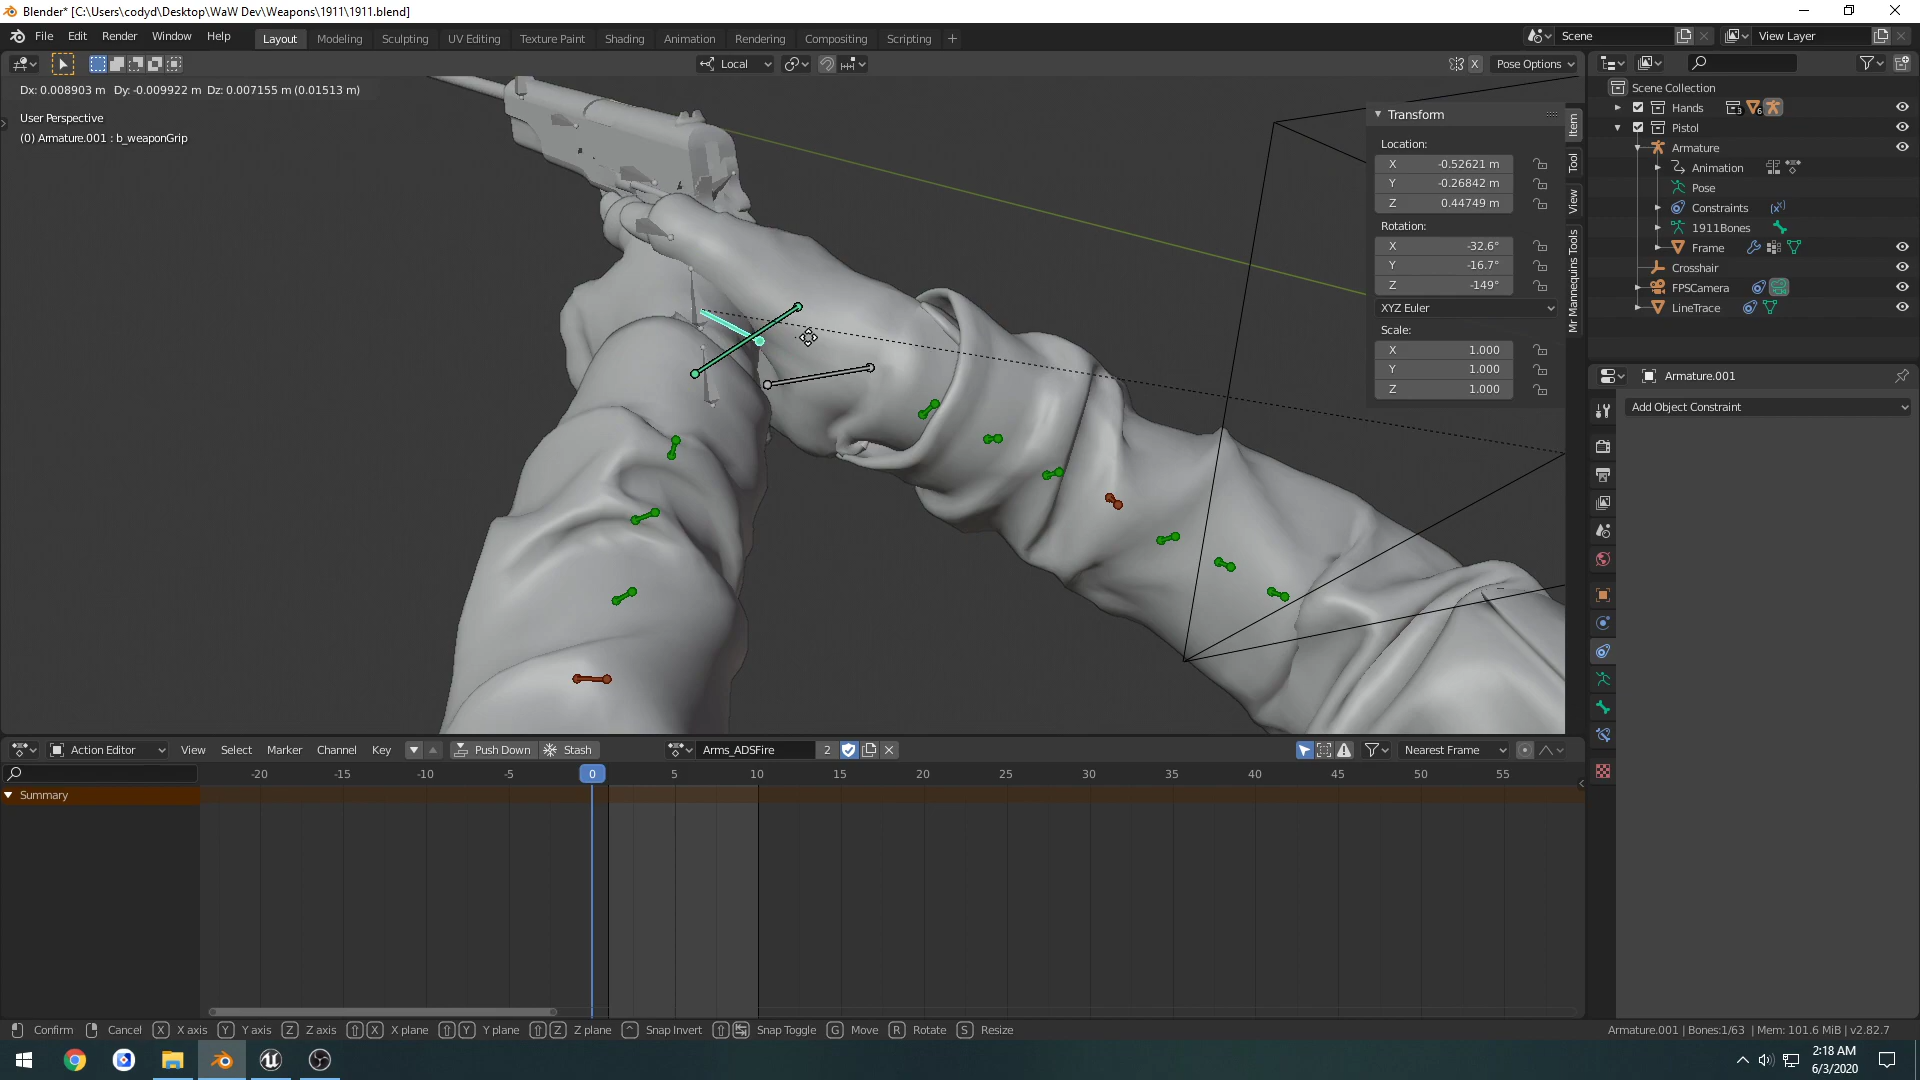 Blender* [C:\Users\codyd\Desktop\WaW Dev\Weapons\1911\1911.blend]
File Edit Render Window Help Layout Modeling Sculpting UV Editing Texture Paint Shading Animation Rendering Compositing Scripting + Scene View Layer
Local X Pose Options
Dx: 0.008903 m Dy: -0.009922 m Dz: 0.007155 m (0.01513 m)
User Perspective
(0) Armature.001 : b_weaponGrip
Transform
Location:
X -0.52621 m
Y -0.26842 m
Z 0.44749 m
Rotation:
X -32.6°
Y -16.7°
Z -149°
XYZ Euler
Scale:
X 1.000
Y 1.000
Z 1.000
Item
Tool
View
Mr Mannequins Tools
Scene Collection
Hands 3 6
Pistol
Armature
Animation
Pose
Constraints
1911Bones
Frame
Crosshair
FPSCamera
LineTrace
Armature.001
Add Object Constraint
Action Editor View Select Marker Channel Key Push Down Stash Arms_ADSFire 2 Nearest Frame
-20 -15 -10 -5 0 5 10 15 20 25 30 35 40 45 50 55
Summary
Confirm Cancel X X axis Y Y axis Z Z axis X X plane Y Y plane Z Z plane Snap Invert Snap Toggle G Move R Rotate S Resize Armature.001 | Bones:1/63 | Mem: 101.6 MiB | v2.82.7
2:18 AM
6/3/2020